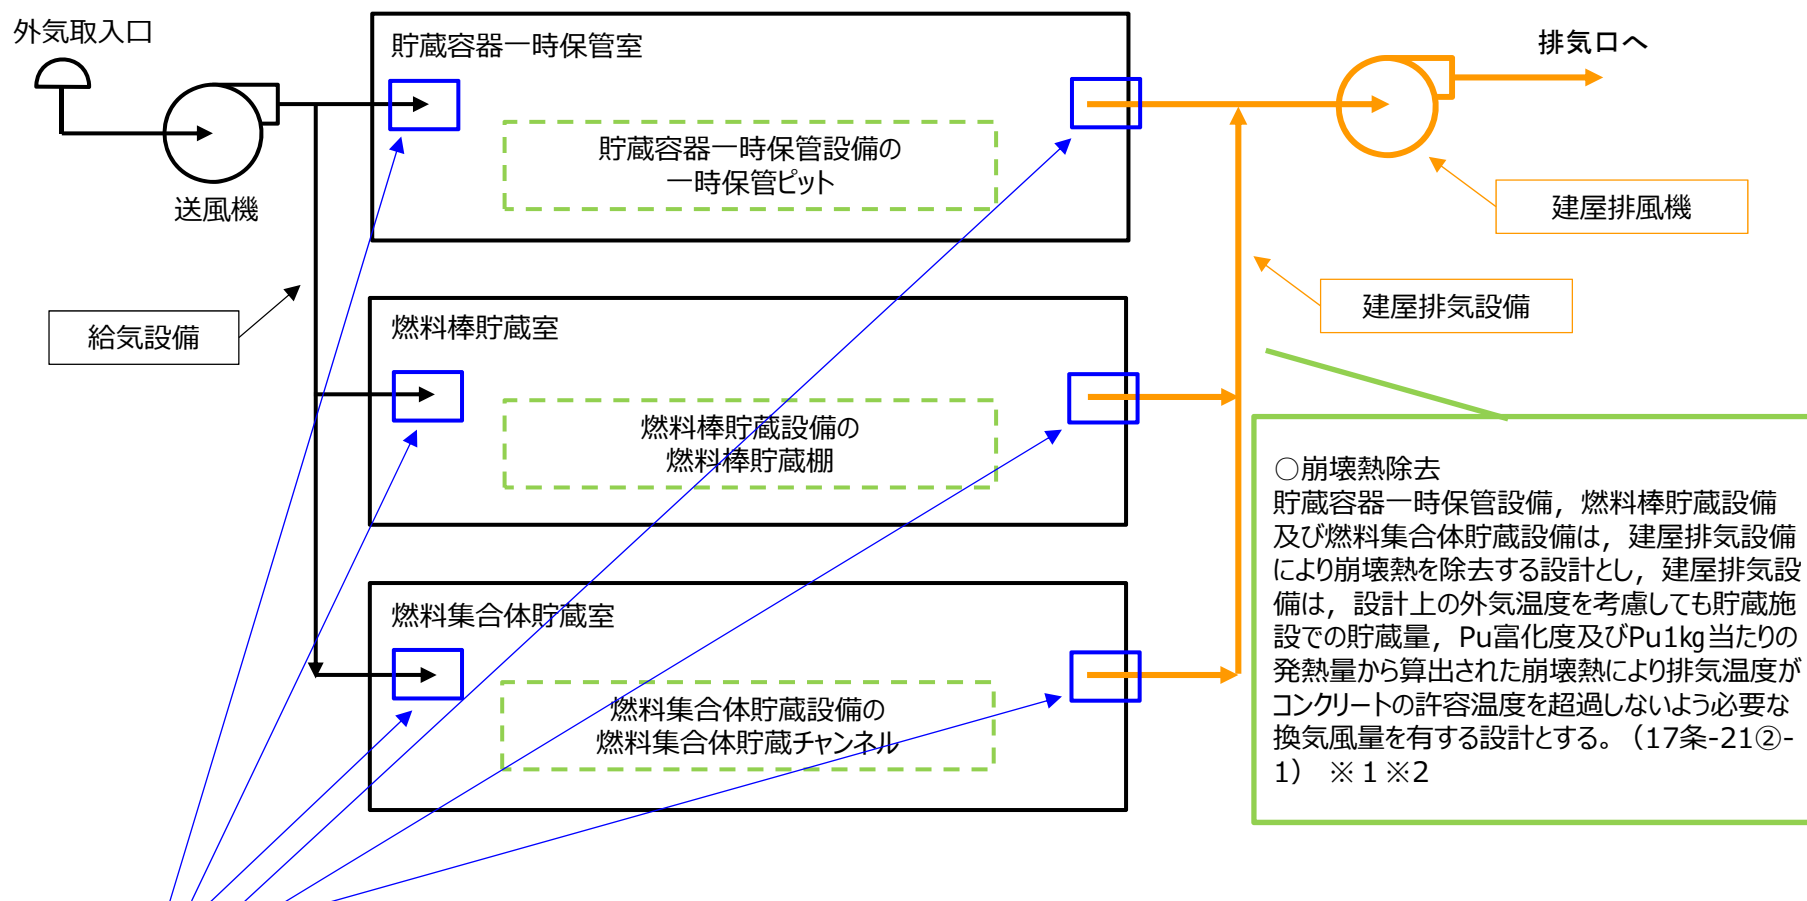 外気取入口
送風機
給気設備
貯蔵容器一時保管室
貯蔵容器一時保管設備の
一時保管ピット
燃料棒貯蔵室
燃料棒貯蔵設備の
燃料棒貯蔵棚
燃料集合体貯蔵室
燃料集合体貯蔵設備の
燃料集合体貯蔵チャンネル
排気口へ
建屋排風機
建屋排気設備
○崩壊熱除去
貯蔵容器一時保管設備，燃料棒貯蔵設備
及び燃料集合体貯蔵設備は，建屋排気設備
により崩壊熱を除去する設計とし，建屋排気設
備は，設計上の外気温度を考慮しても貯蔵施
設での貯蔵量，Pu富化度及びPu1kg当たりの
発熱量から算出された崩壊熱により排気温度が
コンクリートの許容温度を超過しないよう必要な
換気風量を有する設計とする。（17条-21②-
1）　※１※2